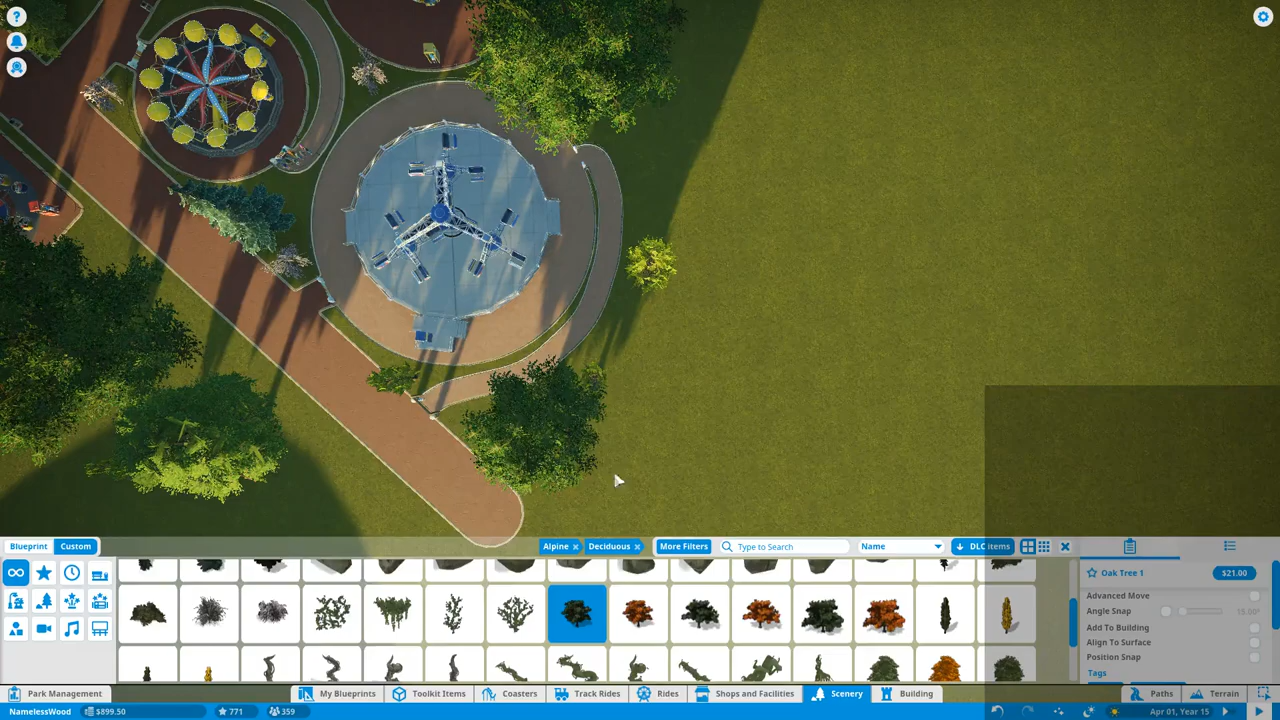 ?
Blueprint Custom Alpine × Deciduous × More Filters Type to Search Name DLC Items
Oak Tree 1 $21.00
Advanced Move
Angle Snap 15.00°
Add To Building
Align To Surface
Position Snap
Tags
Park Management My Blueprints Toolkit Items Coasters Track Rides Rides Shops and Facilities Scenery Building Paths Terrain
NamelessWood $899.50 771 359 Apr 01, Year 15